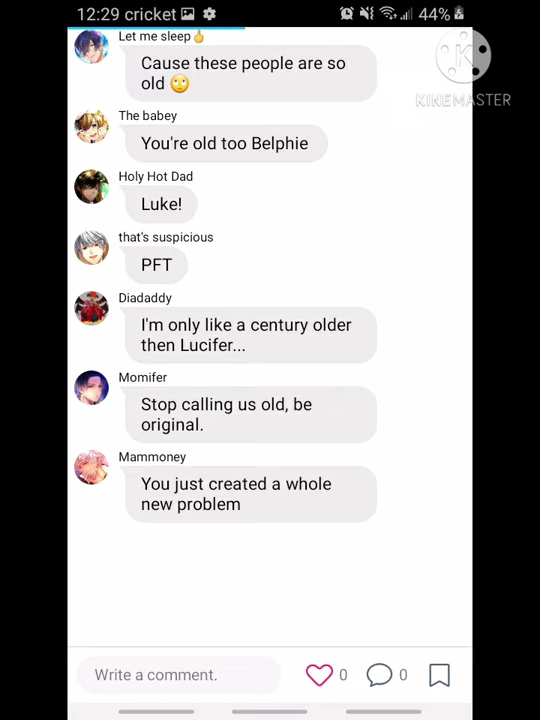 12:29 cricket 44%
Let me sleep🖕
Cause these people are so
old 🙄
KINEMASTER
The babey
You're old too Belphie
Holy Hot Dad
Luke!
that's suspicious
PFT
Diadaddy
I'm only like a century older
then Lucifer...
Momifer
Stop calling us old, be
original.
Mammoney
You just created a whole
new problem
Write a comment. 0 0